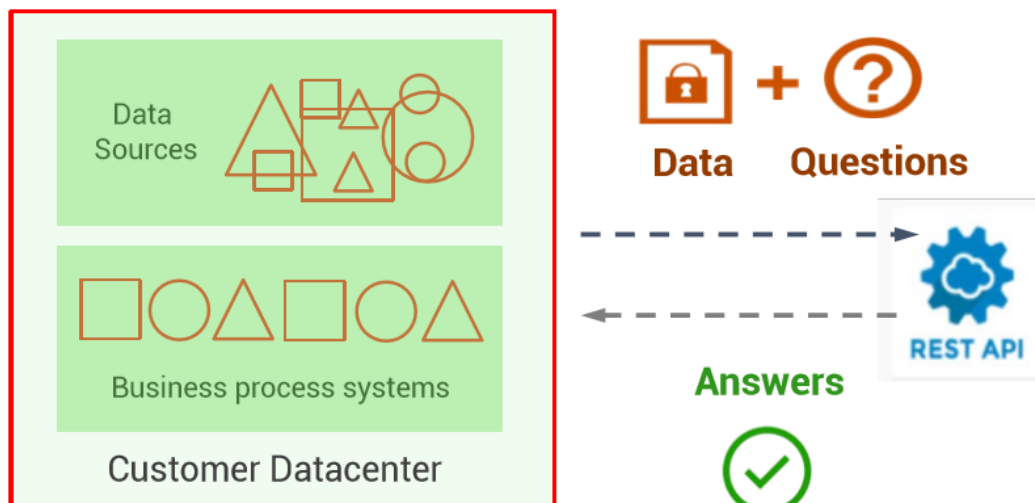 Data
Sources
Business process systems
Customer Datacenter
?
Data
Questions
REST API
Answers